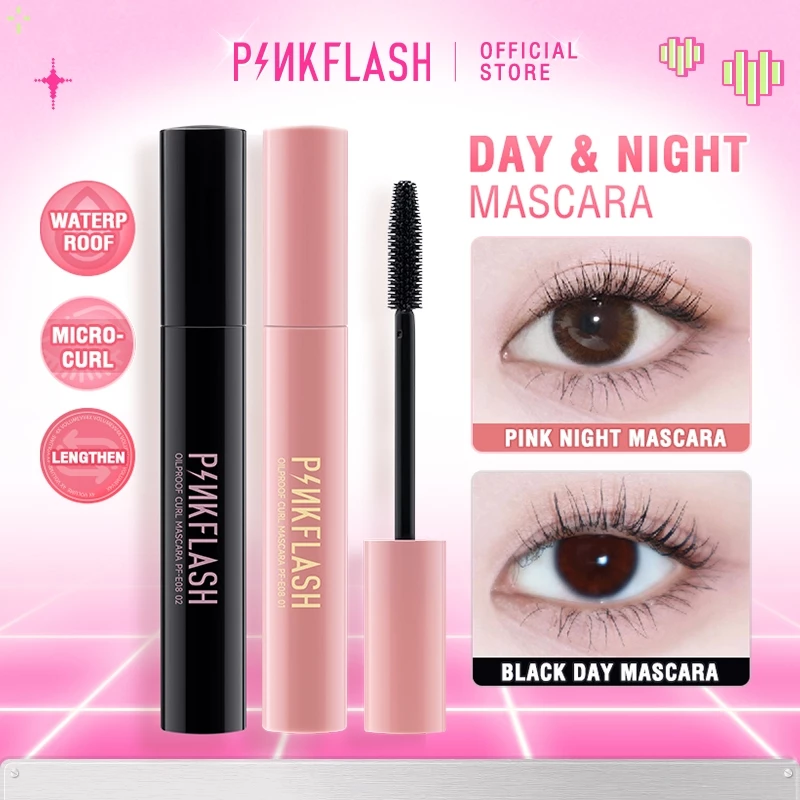 PINKFLASH
OFFICIAL
STORE
DAY & NIGHT
MASCARA
WATERP
ROOF
MICRO-
CURL
LENGTHEN
PINKFLASH
OILPROOF CURL MASCARA PF-E08 02
PINKFLASH
OILPROOF CURL MASCARA PF-E08 01
PINK NIGHT MASCARA
BLACK DAY MASCARA